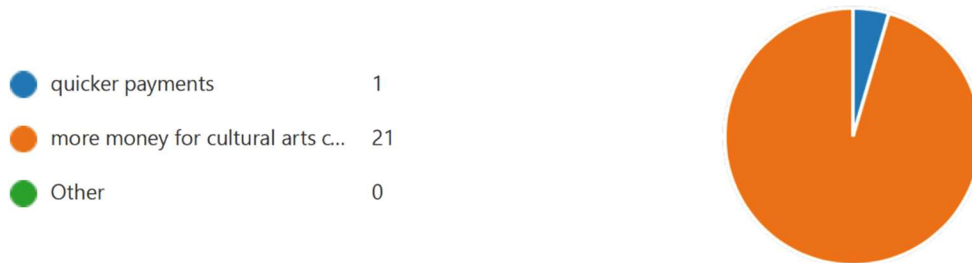 quicker payments 1
more money for cultural arts c... 21
Other 0